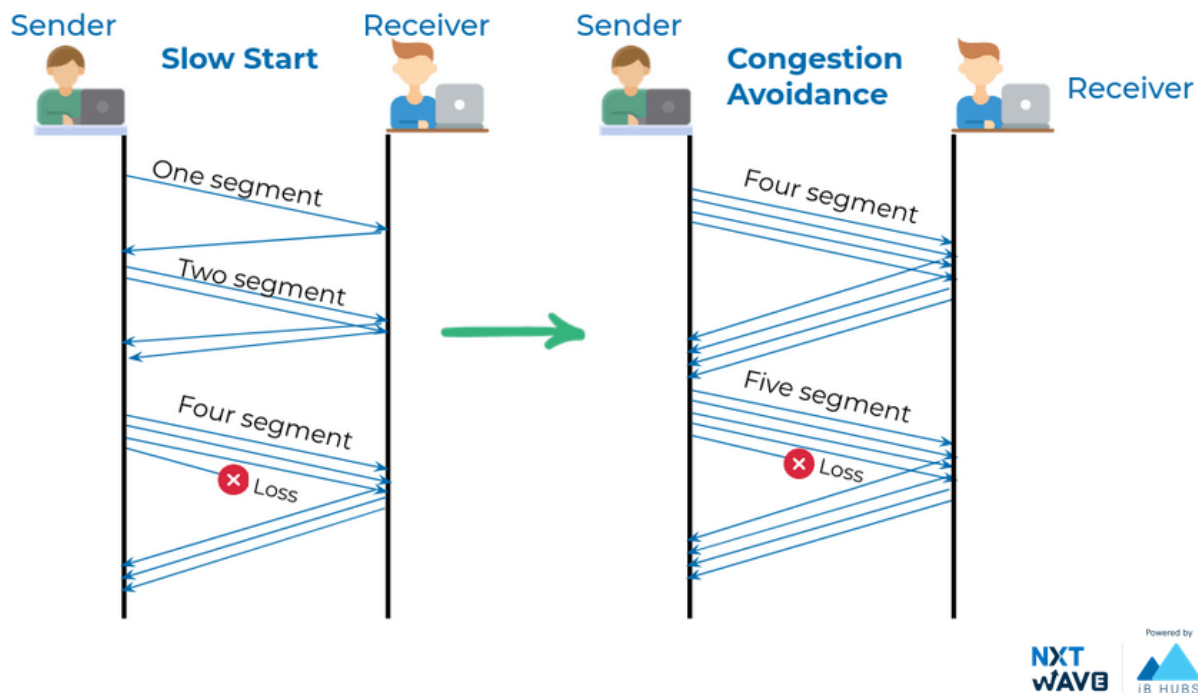 Sender
Receiver
Slow Start
One segment
Two segment
Four segment
Loss
Sender
Congestion
Avoidance
Receiver
Four segment
Five segment
Loss
NXT
WAVE
Powered by
iB HUBS